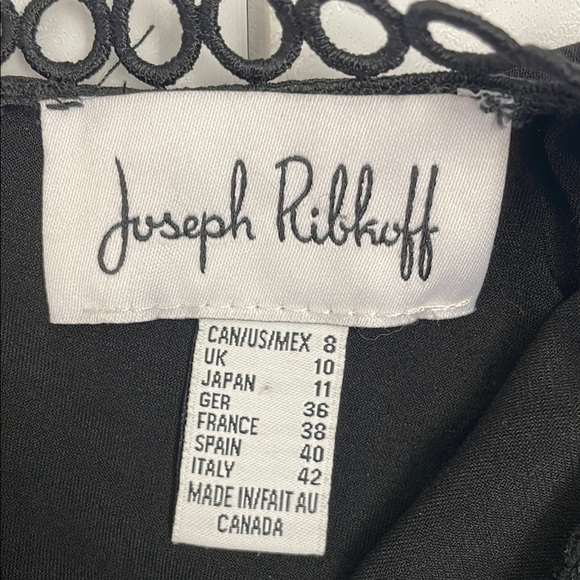 Joseph Ribkoff
CAN/US/MEX 8
UK 10
JAPAN 11
GER 36
FRANCE 38
SPAIN 40
ITALY 42
MADE IN/FAIT AU
CANADA